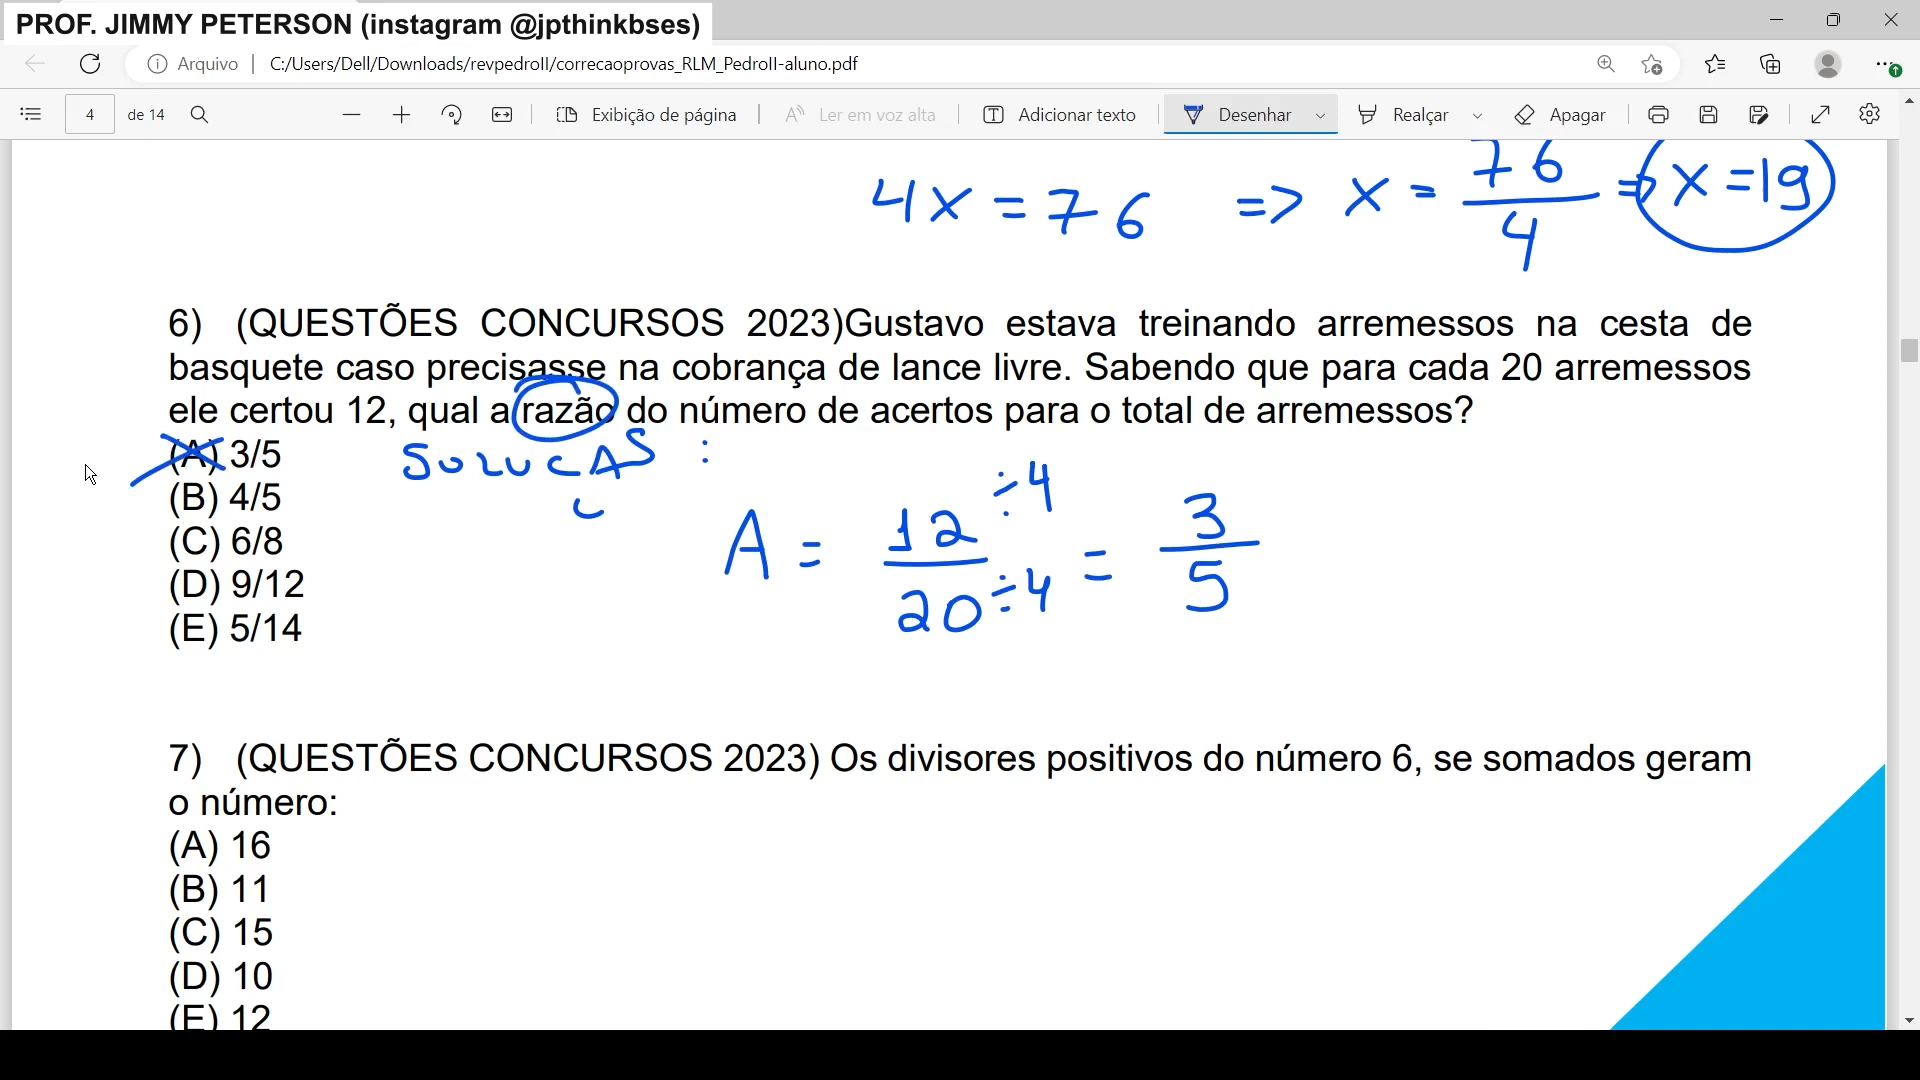 PROF. JIMMY PETERSON (instagram @jpthinkbses)
Arquivo | C:/Users/Dell/Downloads/revpedroII/correcaoprovas_RLM_PedroII-aluno.pdf
4 de 14 Exibição de página Ler em voz alta Adicionar texto Desenhar Realçar Apagar
4x = 76 => x = 76/4 => x = 19
6) (QUESTÕES CONCURSOS 2023)Gustavo estava treinando arremessos na cesta de
basquete caso precisasse na cobrança de lance livre. Sabendo que para cada 20 arremessos
ele certou 12, qual a razão do número de acertos para o total de arremessos?
(A) 3/5
SOLUÇÃO :
(B) 4/5
(C) 6/8
A = 12÷4/20÷4 = 3/5
(D) 9/12
(E) 5/14
7) (QUESTÕES CONCURSOS 2023) Os divisores positivos do número 6, se somados geram
o número:
(A) 16
(B) 11
(C) 15
(D) 10
(E) 12